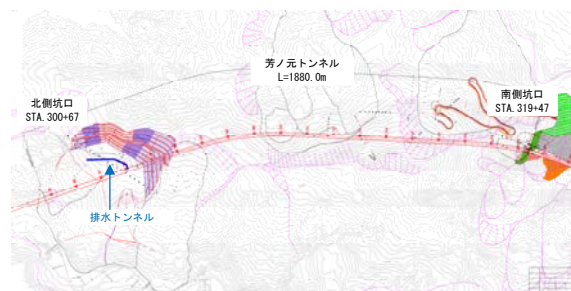 芳ノ元トンネル
L=1880.0m
北側坑口
STA. 300+67
南側坑口
STA. 319+47
排水トンネル